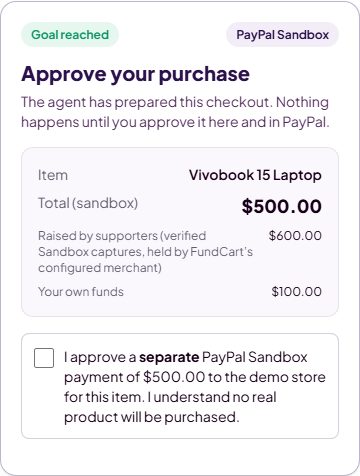 Goal reached
PayPal Sandbox
Approve your purchase
The agent has prepared this checkout. Nothing
happens until you approve it here and in PayPal.
Item
Vivobook 15 Laptop
Total (sandbox)
$500.00
Raised by supporters (verified
Sandbox captures, held by FundCart's
configured merchant)
$600.00
Your own funds
$100.00
I approve a separate PayPal Sandbox
payment of $500.00 to the demo store
for this item. I understand no real
product will be purchased.